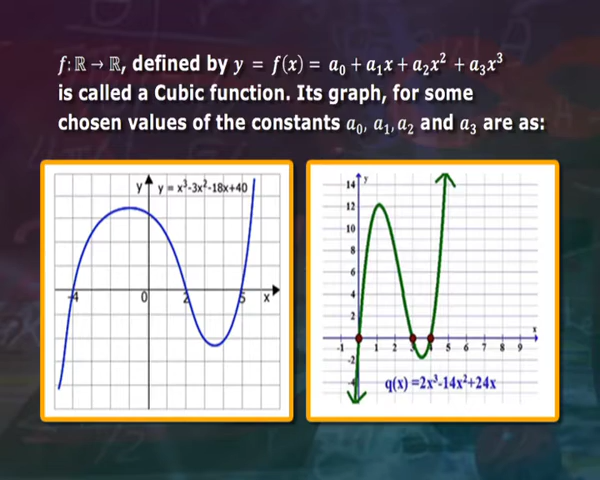 f: ℝ → ℝ, defined by y = f(x) = a₀ + a₁x + a₂x² + a₃x³
is called a Cubic function. Its graph, for some
chosen values of the constants a₀, a₁, a₂ and a₃ are as:
y y = x³-3x²-18x+40
-4 0 2 5 x
y
14
12
10
8
6
4
2
x
-1 1 2 3 4 5 6 7 8 9
-2
q(x) =2x³-14x²+24x